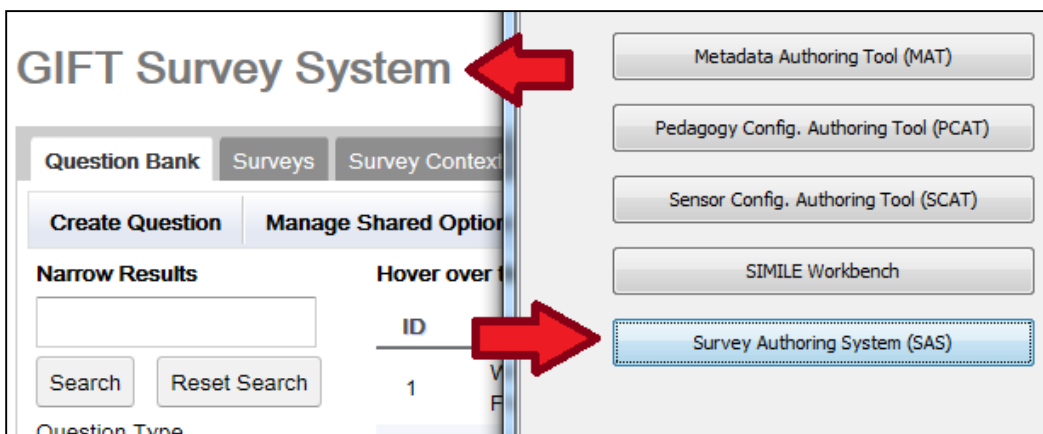 GIFT Survey System
Question Bank Surveys Survey Context
Create Question Manage Shared Option
Narrow Results
Hover over
ID
Search Reset Search
1
Question Type
Metadata Authoring Tool (MAT)
Pedagogy Config. Authoring Tool (PCAT)
Sensor Config. Authoring Tool (SCAT)
SIMILE Workbench
Survey Authoring System (SAS)